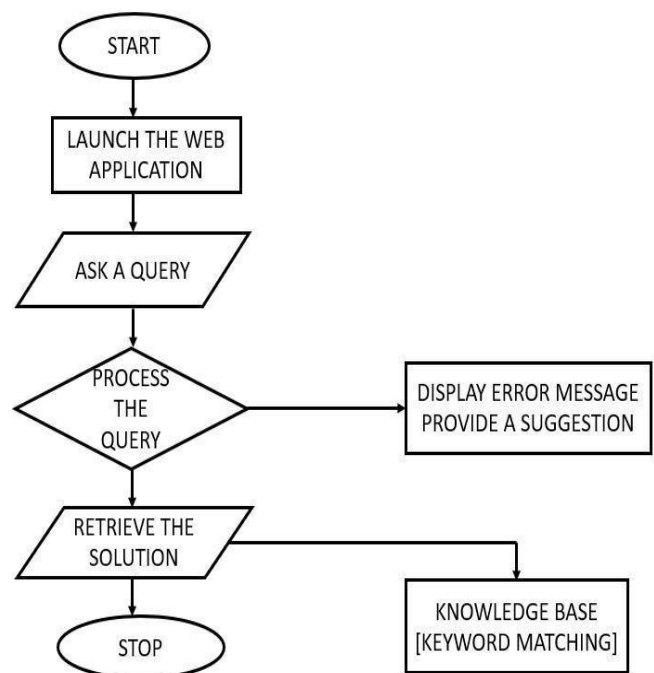 START
LAUNCH THE WEB
APPLICATION
ASK A QUERY
PROCESS
THE
QUERY
DISPLAY ERROR MESSAGE
PROVIDE A SUGGESTION
RETRIEVE THE
SOLUTION
KNOWLEDGE BASE
[KEYWORD MATCHING]
STOP